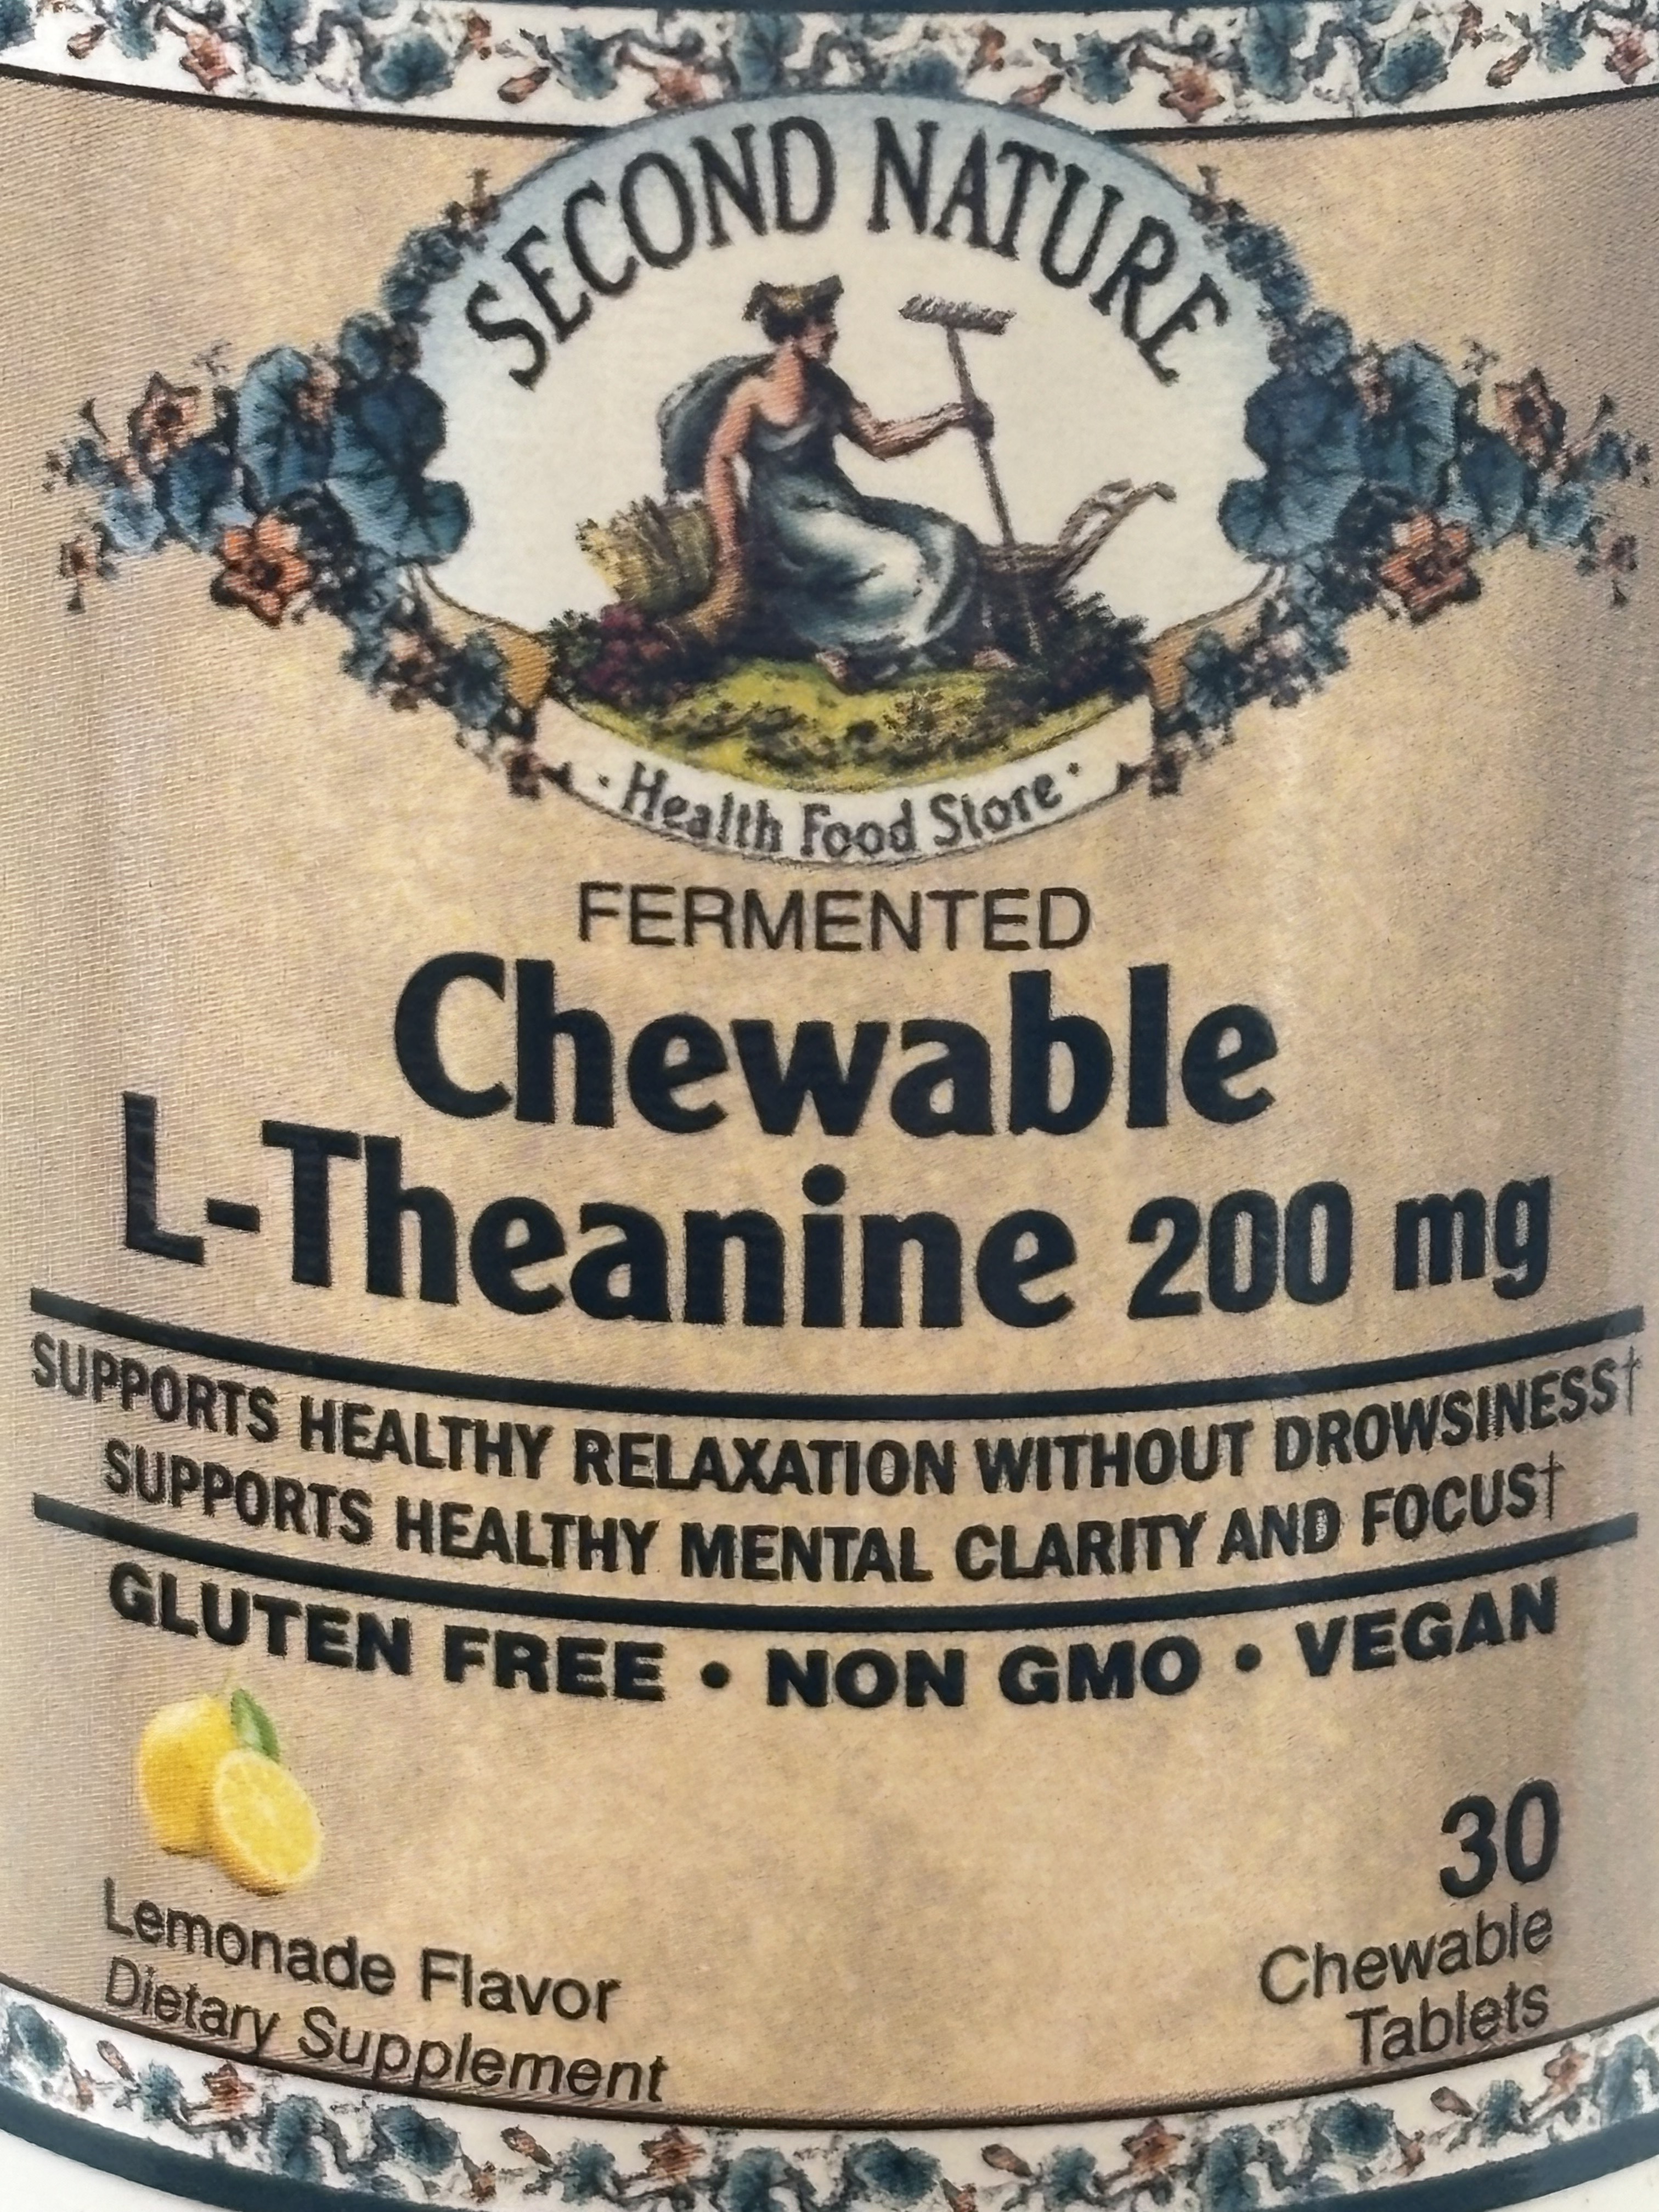 SECOND NATURE
· Health Food Store ·
FERMENTED
Chewable
L-Theanine 200 mg
SUPPORTS HEALTHY RELAXATION WITHOUT DROWSINESS†
SUPPORTS HEALTHY MENTAL CLARITY AND FOCUS†
GLUTEN FREE • NON GMO • VEGAN
Lemonade Flavor
Dietary Supplement
30
Chewable
Tablets